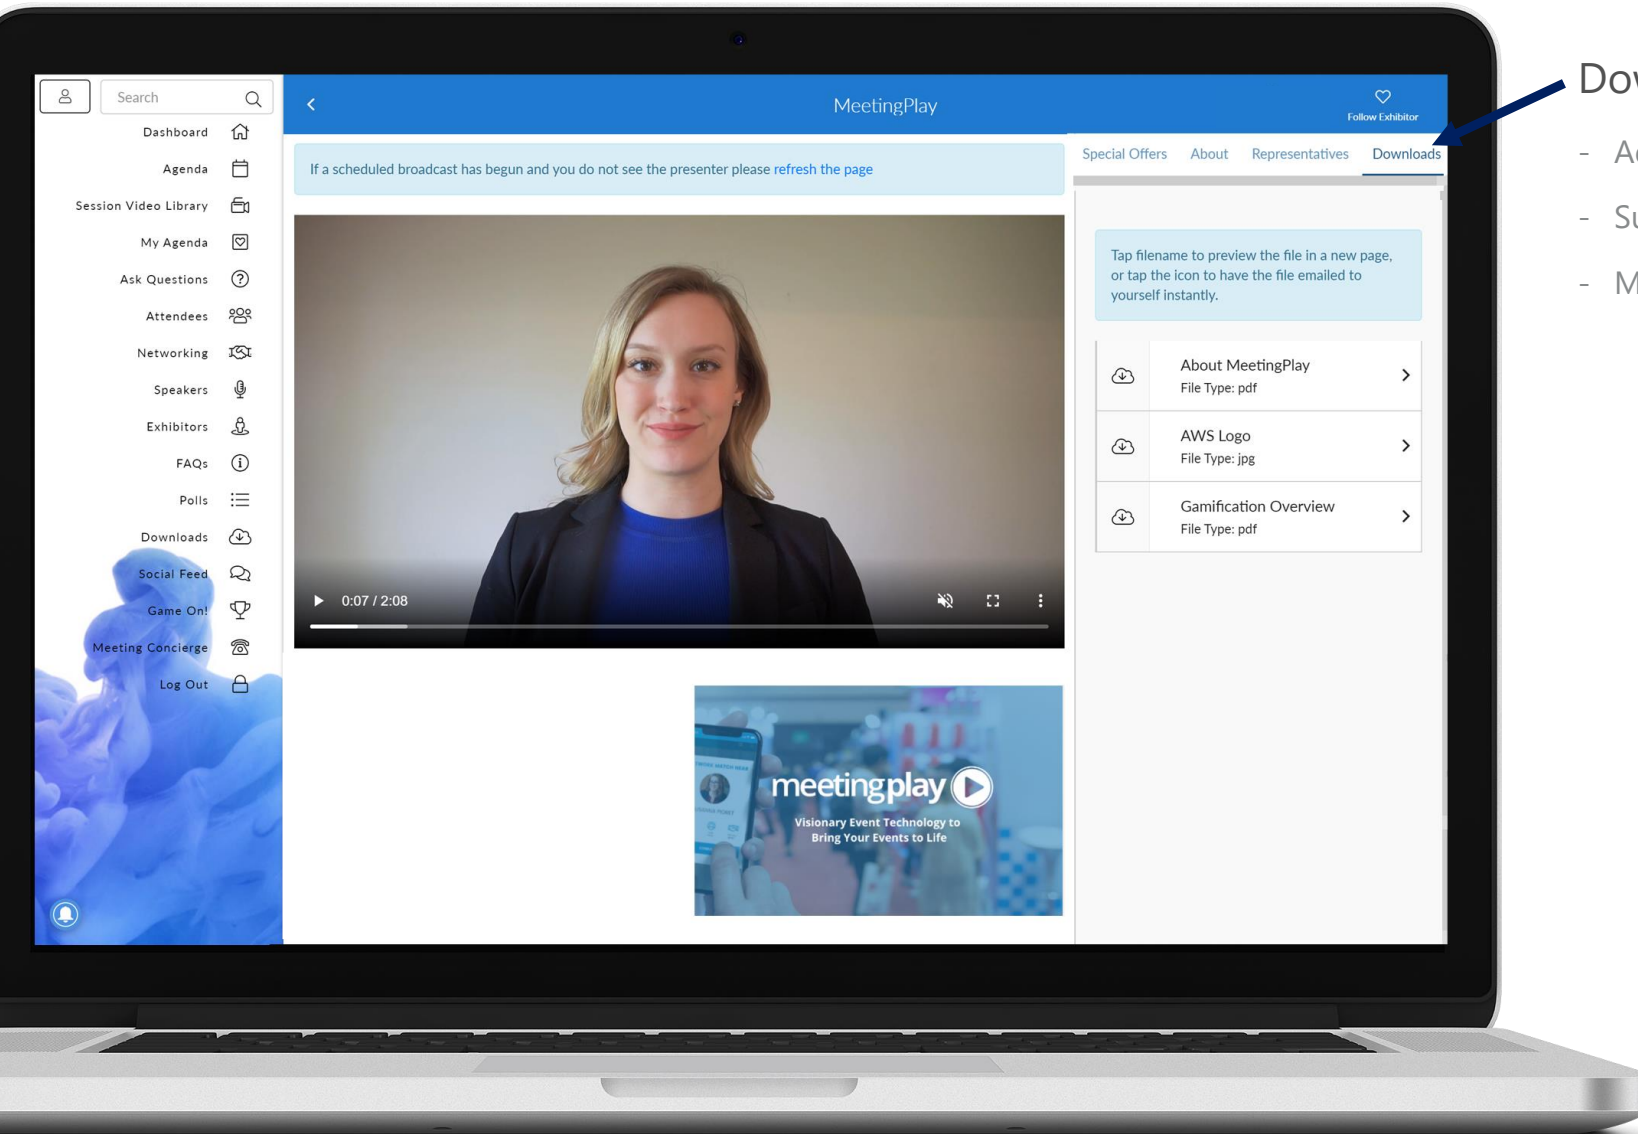 Search
Dashboard
Agenda
Session Video Library
My Agenda
Ask Questions
Attendees
Networking
Speakers
Exhibitors
FAQs
Polls
Downloads
Social Feed
Game On!
Meeting Concierge
Log Out
MeetingPlay
Follow Exhibitor
If a scheduled broadcast has begun and you do not see the presenter please refresh the page
0:07 / 2:08
meetingplay
Visionary Event Technology to
Bring Your Events to Life
Special Offers About Representatives Downloads
Tap filename to preview the file in a new page,
or tap the icon to have the file emailed to
yourself instantly.
About MeetingPlay
File Type: pdf
AWS Logo
File Type: jpg
Gamification Overview
File Type: pdf